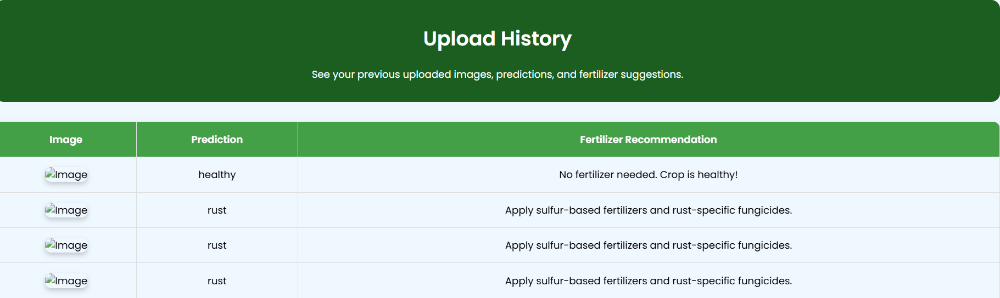 Upload History
See your previous uploaded images, predictions, and fertilizer suggestions.
Image Prediction Fertilizer Recommendation
Image healthy No fertilizer needed. Crop is healthy!
Image rust Apply sulfur-based fertilizers and rust-specific fungicides.
Image rust Apply sulfur-based fertilizers and rust-specific fungicides.
Image rust Apply sulfur-based fertilizers and rust-specific fungicides.